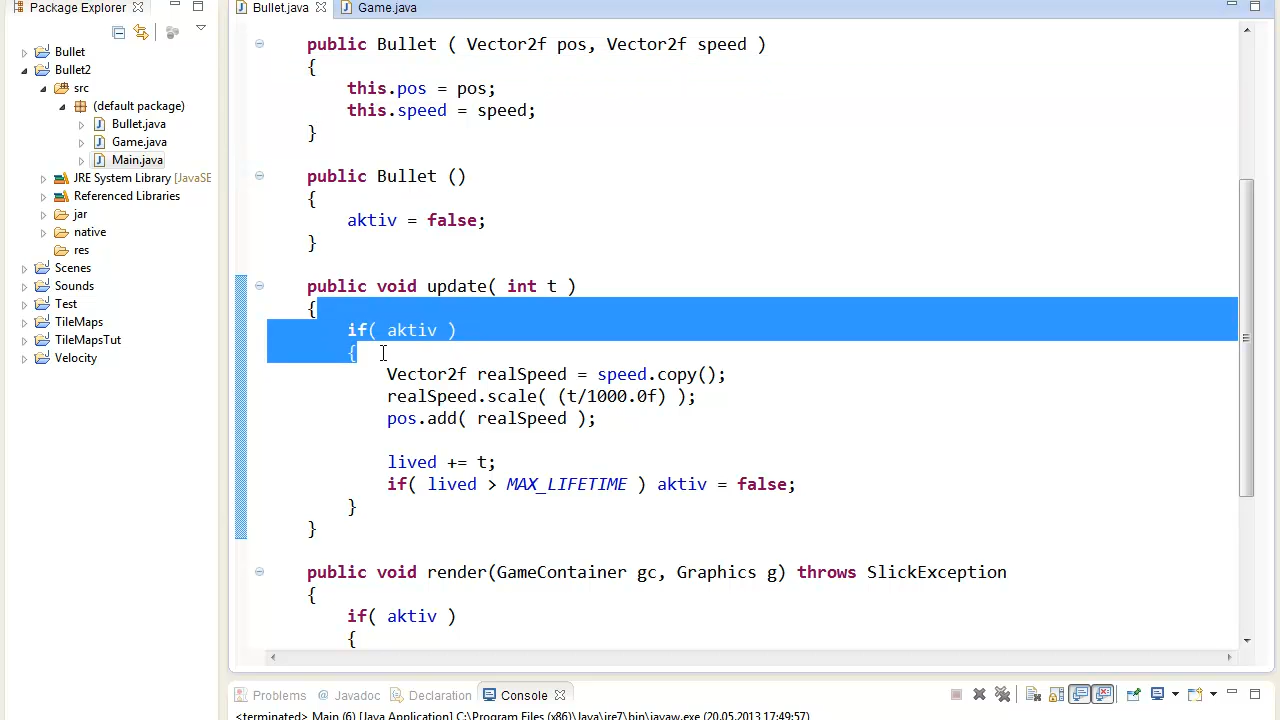 Package Explorer
Bullet.java
Game.java
Bullet
Bullet2
src
(default package)
Bullet.java
Game.java
Main.java
JRE System Library [JavaSE
Referenced Libraries
jar
native
res
Scenes
Sounds
Test
TileMaps
TileMapsTut
Velocity
public Bullet ( Vector2f pos, Vector2f speed )
{
this.pos = pos;
this.speed = speed;
}
public Bullet ()
{
aktiv = false;
}
public void update( int t )
{
if( aktiv )
{
Vector2f realSpeed = speed.copy();
realSpeed.scale( (t/1000.0f) );
pos.add( realSpeed );
lived += t;
if( lived > MAX_LIFETIME ) aktiv = false;
}
}
public void render(GameContainer gc, Graphics g) throws SlickException
{
if( aktiv )
{
Problems @ Javadoc Declaration Console
<terminated> Main (6) [Java Application] C:\Program Files (x86)\Java\jre7\bin\javaw.exe (20.05.2013 17:49:57)